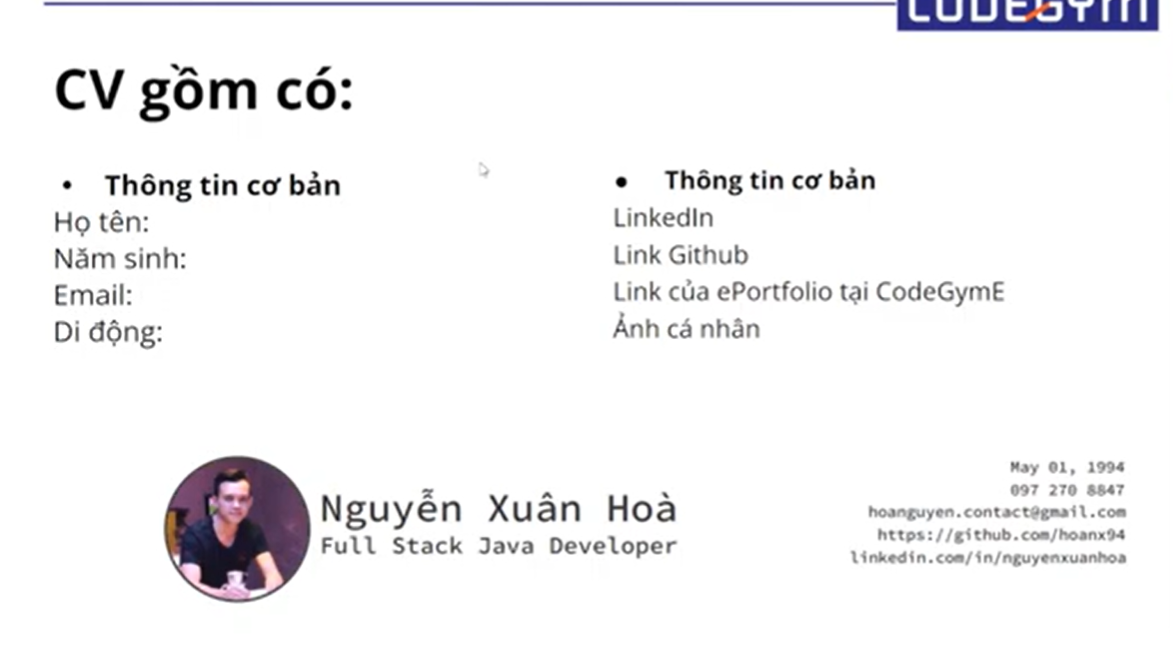 CODEGYM
CV gồm có:
• Thông tin cơ bản
Họ tên:
Năm sinh:
Email:
Di động:
• Thông tin cơ bản
LinkedIn
Link Github
Link của ePortfolio tại CodeGymE
Ảnh cá nhân
Nguyễn Xuân Hoà
Full Stack Java Developer
May 01, 1994
097 270 8847
hoanguyen.contact@gmail.com
https://github.com/hoanx94
linkedin.com/in/nguyenxuanhoa